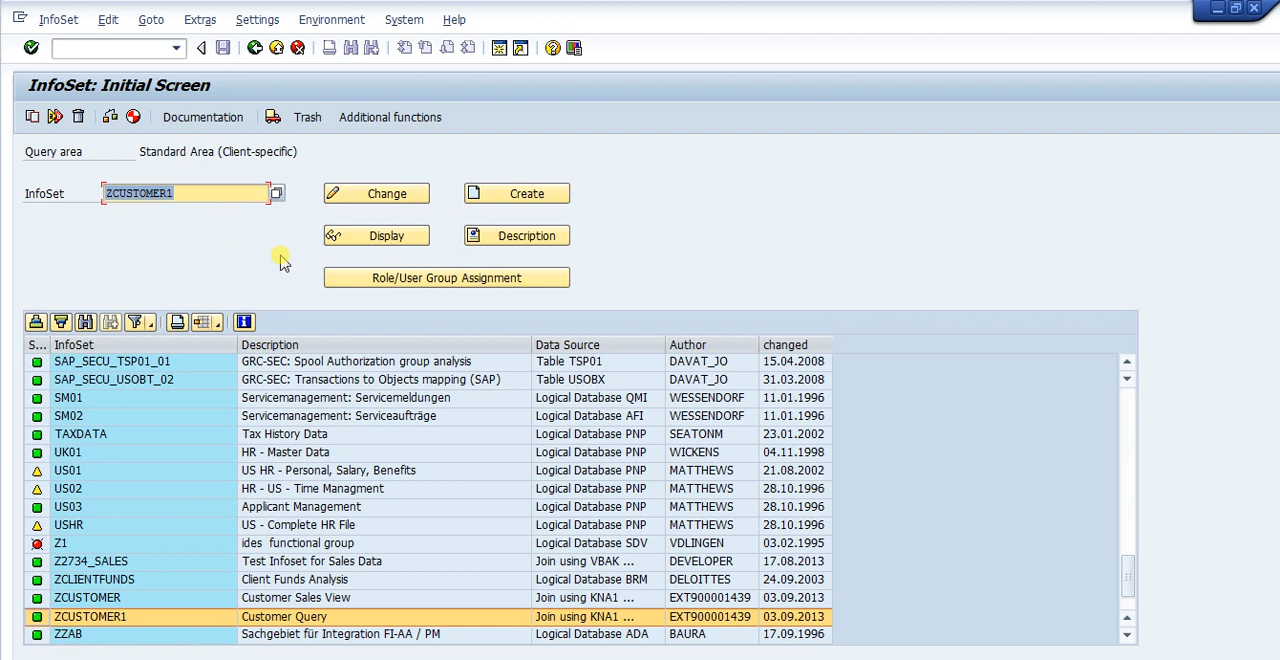 InfoSet Edit Goto Extras Settings Environment System Help
InfoSet: Initial Screen
Documentation Trash Additional functions
Query area Standard Area (Client-specific)
InfoSet ZCUSTOMER1 Change Create
Display Description
Role/User Group Assignment
S... InfoSet Description Data Source Author changed
SAP_SECU_TSP01_01 GRC-SEC: Spool Authorization group analysis Table TSP01 DAVAT_JO 15.04.2008
SAP_SECU_USOBT_02 GRC-SEC: Transactions to Objects mapping (SAP) Table USOBX DAVAT_JO 31.03.2008
SM01 Servicemanagement: Servicemeldungen Logical Database QMI WESSENDORF 11.01.1996
SM02 Servicemanagement: Serviceaufträge Logical Database AFI WESSENDORF 11.01.1996
TAXDATA Tax History Data Logical Database PNP SEATONM 23.01.2002
UK01 HR - Master Data Logical Database PNP WICKENS 04.11.1998
US01 US HR - Personal, Salary, Benefits Logical Database PNP MATTHEWS 21.08.2002
US02 HR - US - Time Managment Logical Database PNP MATTHEWS 28.10.1996
US03 Applicant Management Logical Database PNP MATTHEWS 28.10.1996
USHR US - Complete HR File Logical Database PNP MATTHEWS 28.10.1996
Z1 ides functional group Logical Database SDV VDLINGEN 03.02.1995
Z2734_SALES Test Infoset for Sales Data Join using VBAK ... DEVELOPER 17.08.2013
ZCLIENTFUNDS Client Funds Analysis Logical Database BRM DELOITTES 24.09.2003
ZCUSTOMER Customer Sales View Join using KNA1 ... EXT900001439 03.09.2013
ZCUSTOMER1 Customer Query Join using KNA1 ... EXT900001439 03.09.2013
ZZAB Sachgebiet für Integration FI-AA / PM Logical Database ADA BAURA 17.09.1996